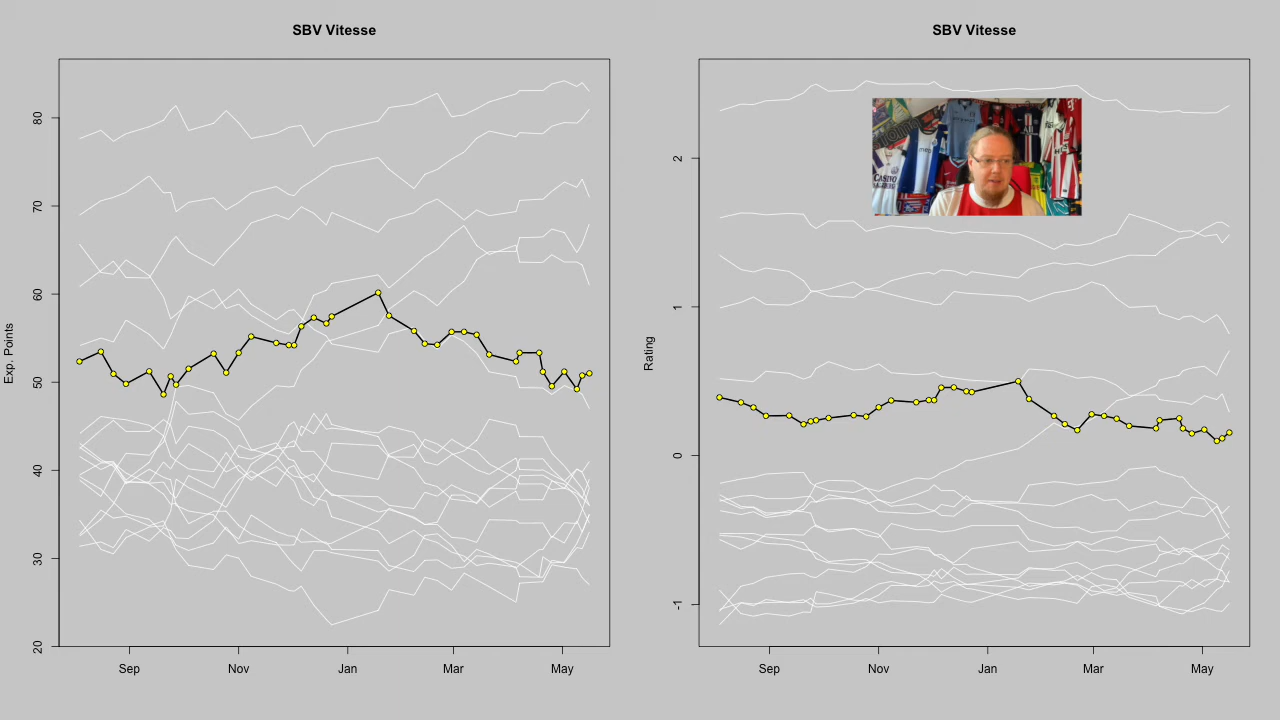 SBV Vitesse
Exp. Points
80
70
60
50
40
30
20
Sep
Nov
Jan
Mar
May
SBV Vitesse
Rating
2
1
0
-1
Sep
Nov
Jan
Mar
May